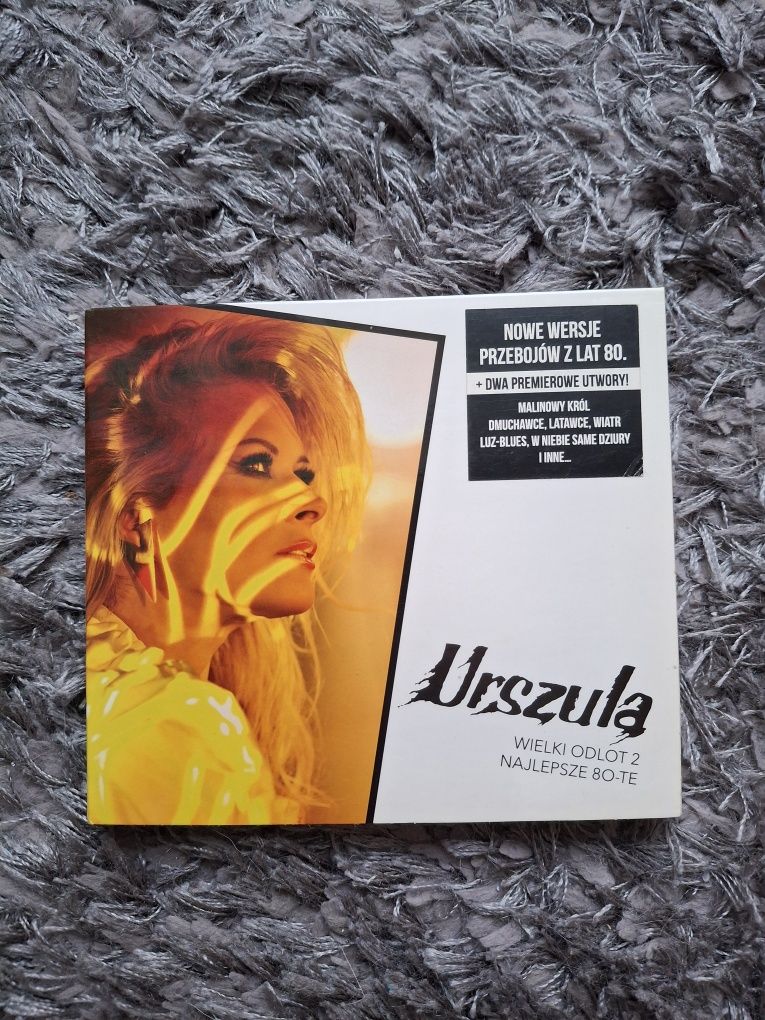 NOWE WERSJE
PRZEBOJÓW Z LAT 80.
+ DWA PREMIEROWE UTWORY!
MALINOWY KRÓL
DMUCHAWCE, LATAWCE, WIATR
LUZ-BLUES, W NIEBIE SAME DZIURY
I INNE...
Urszula
WIELKI ODLOT 2
NAJLEPSZE 80-TE